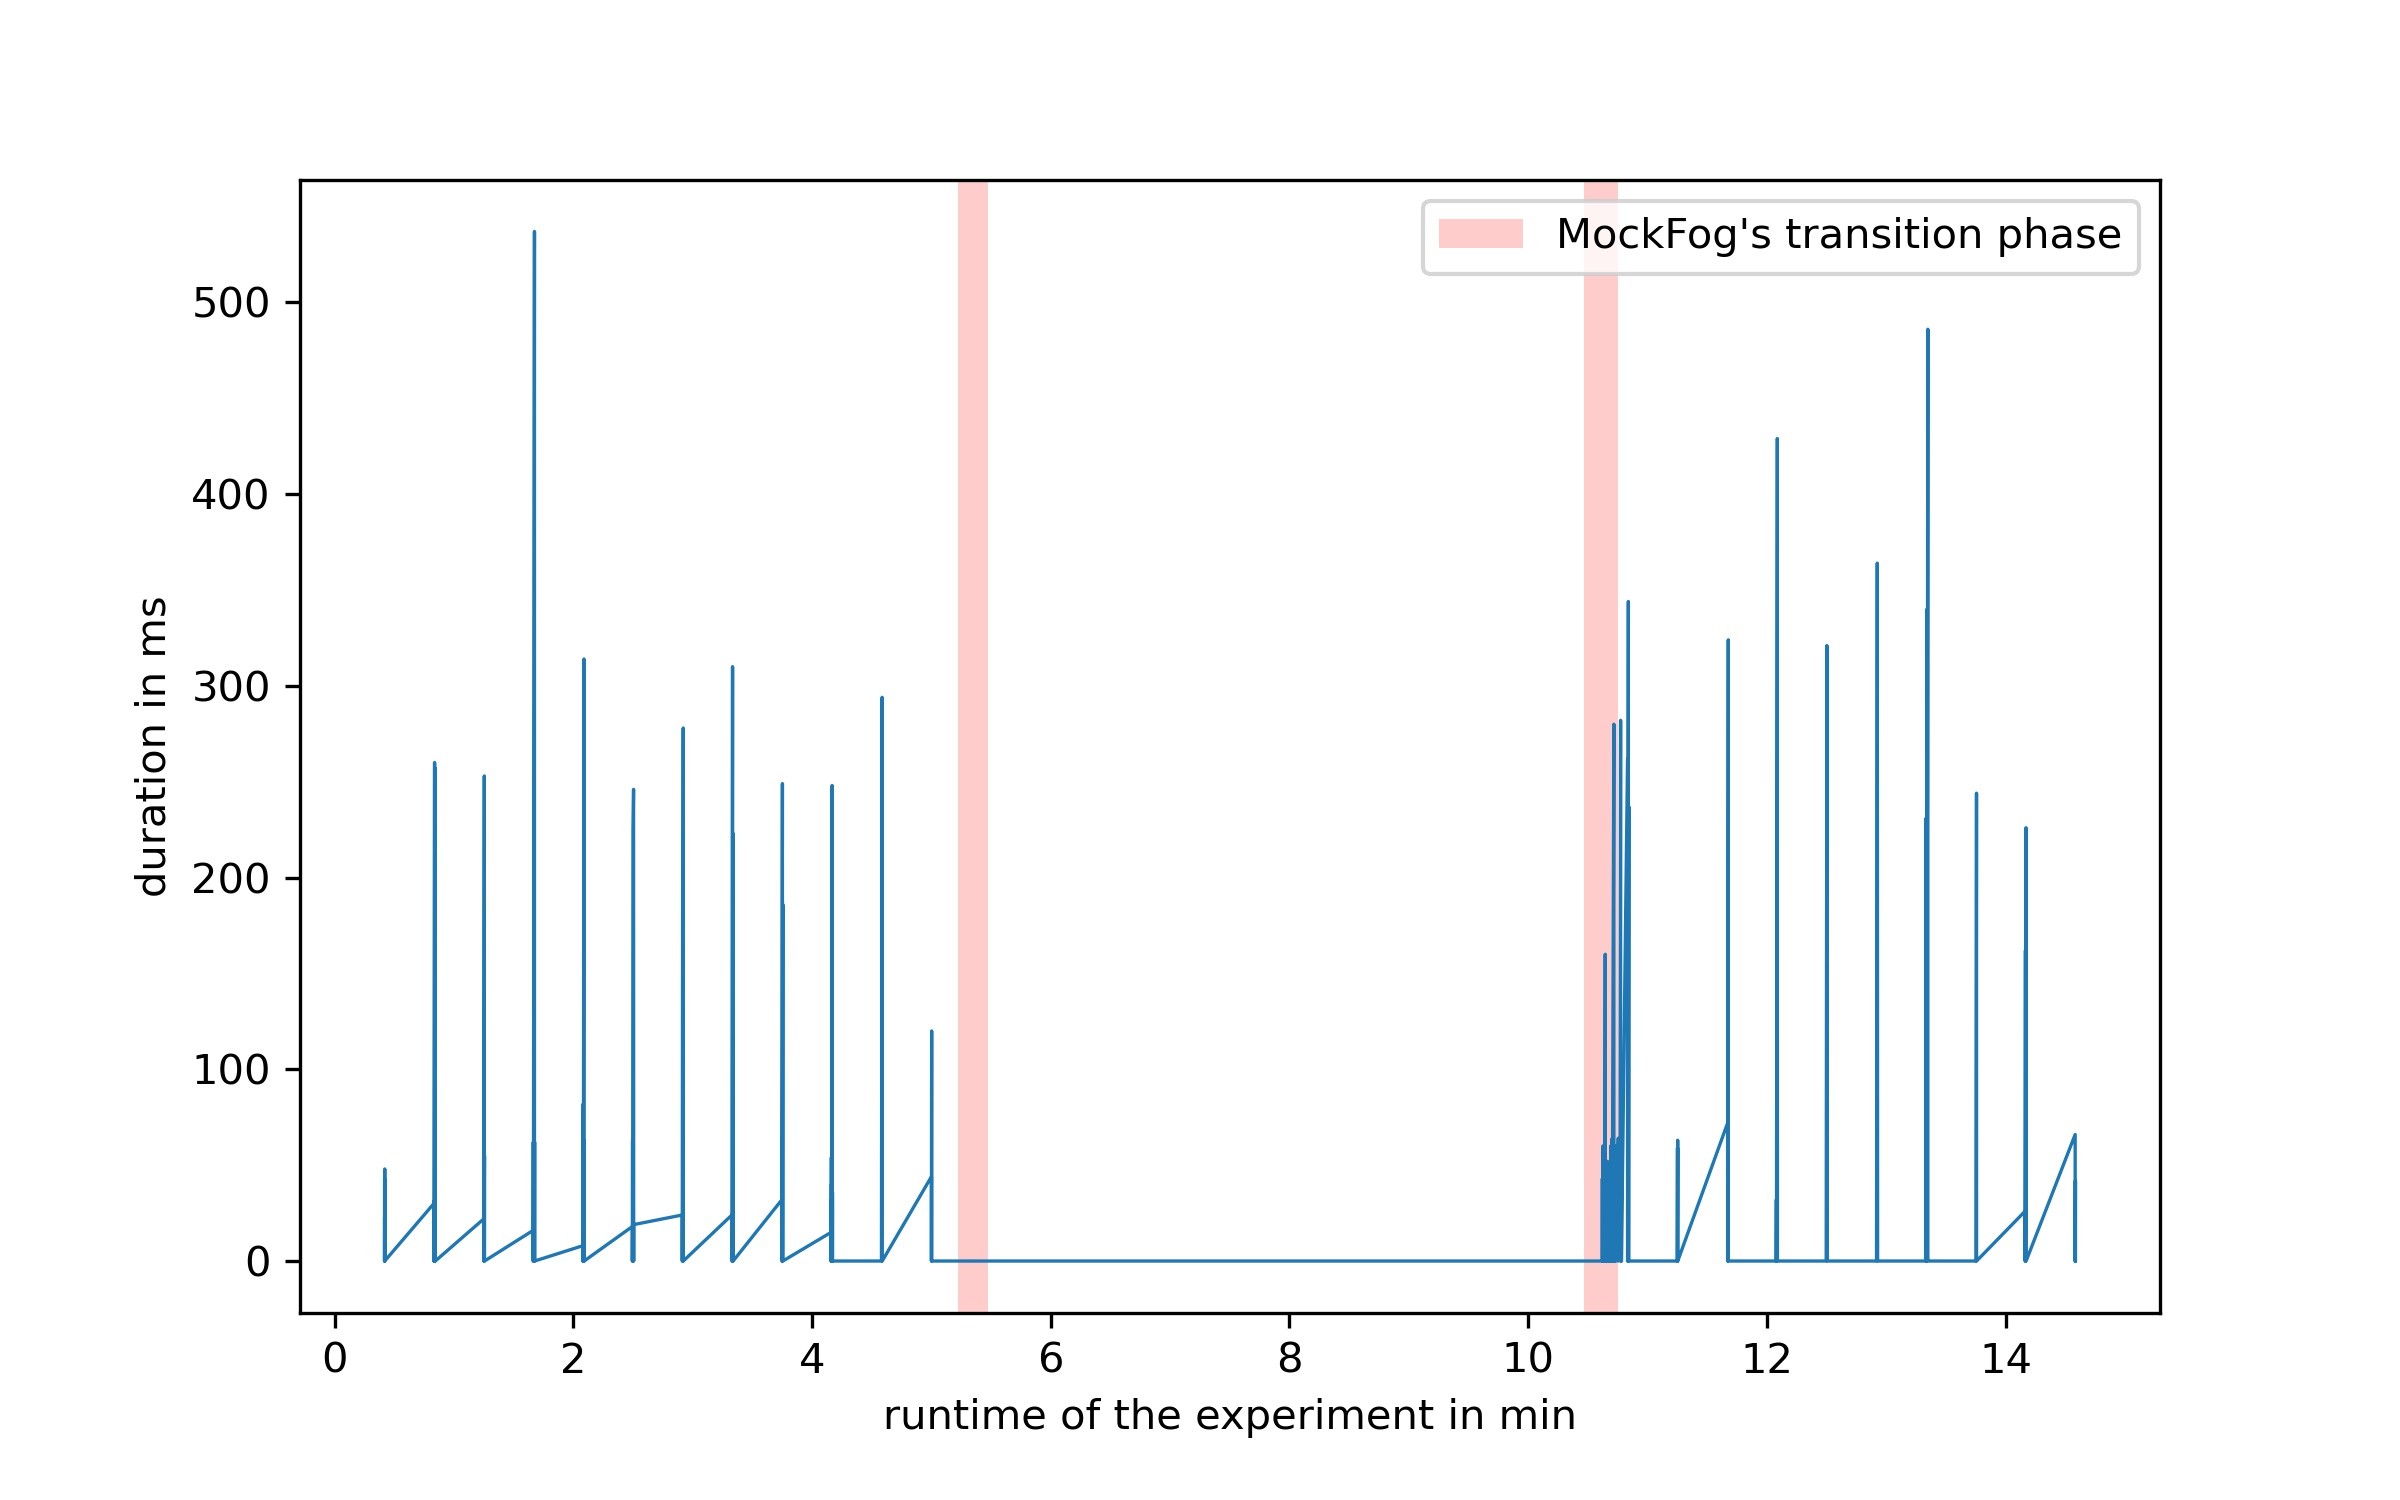 MockFog's transition phase
500
400
300
200
100
0
duration in ms
0 2 4 6 8 10 12 14
runtime of the experiment in min